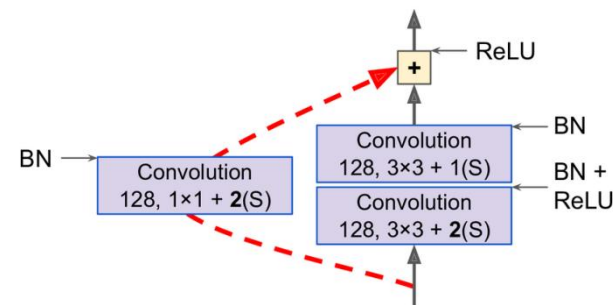 +
ReLU
Convolution
128, 3×3 + 1(S)
BN
BN
Convolution
128, 1×1 + 2(S)
Convolution
128, 3×3 + 2(S)
BN +
ReLU